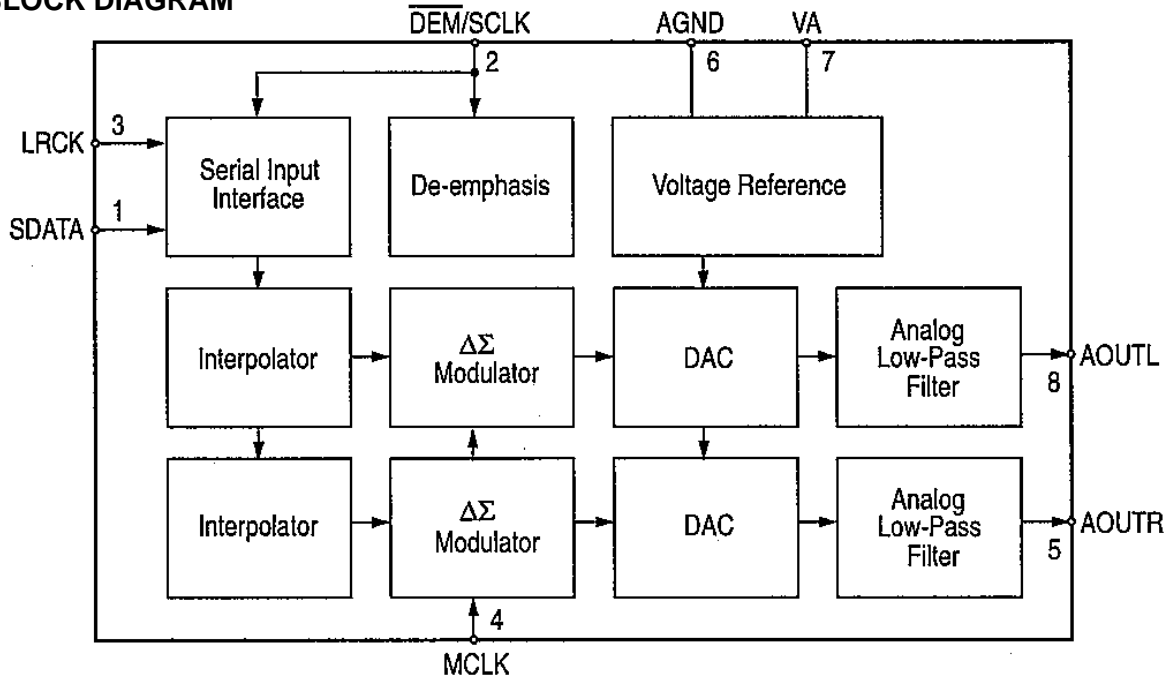 BLOCK DIAGRAM
DEM/SCLK
AGND
VA
2
6
7
LRCK
3
SDATA
1
Serial Input
Interface
De-emphasis
Voltage Reference
Interpolator
ΔΣ
Modulator
DAC
Analog
Low-Pass
Filter
8
AOUTL
Interpolator
ΔΣ
Modulator
DAC
Analog
Low-Pass
Filter
5
AOUTR
4
MCLK